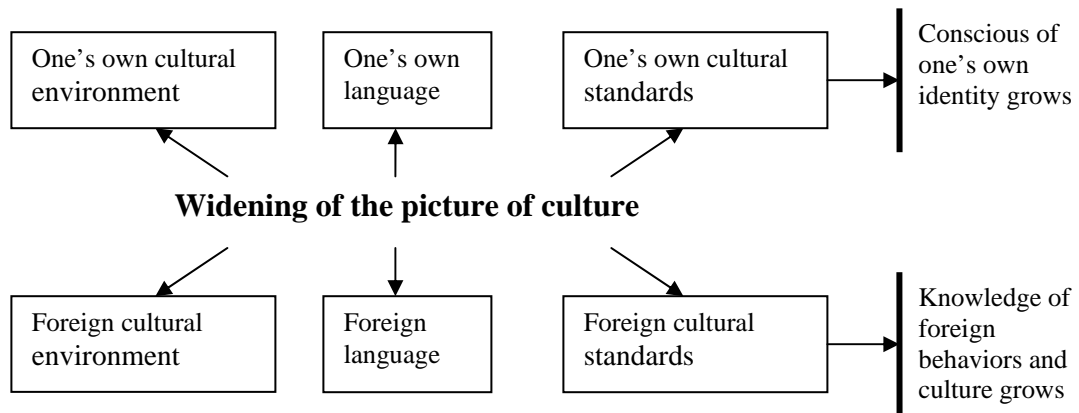 One's own cultural
environment
One's own
language
One's own cultural
standards
Conscious of
one's own
identity grows
Widening of the picture of culture
Foreign cultural
environment
Foreign
language
Foreign cultural
standards
Knowledge of
foreign
behaviors and
culture grows